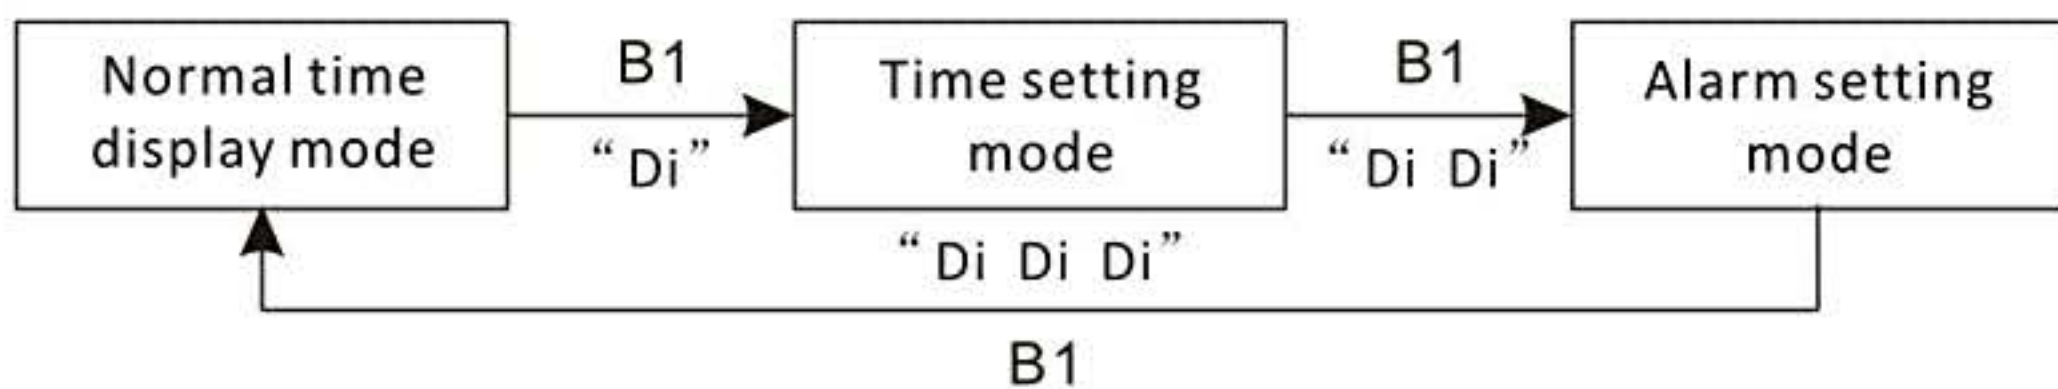 Normal time
display mode
B1
“Di”
Time setting
mode
B1
“Di Di”
Alarm setting
mode
“Di Di Di”
B1